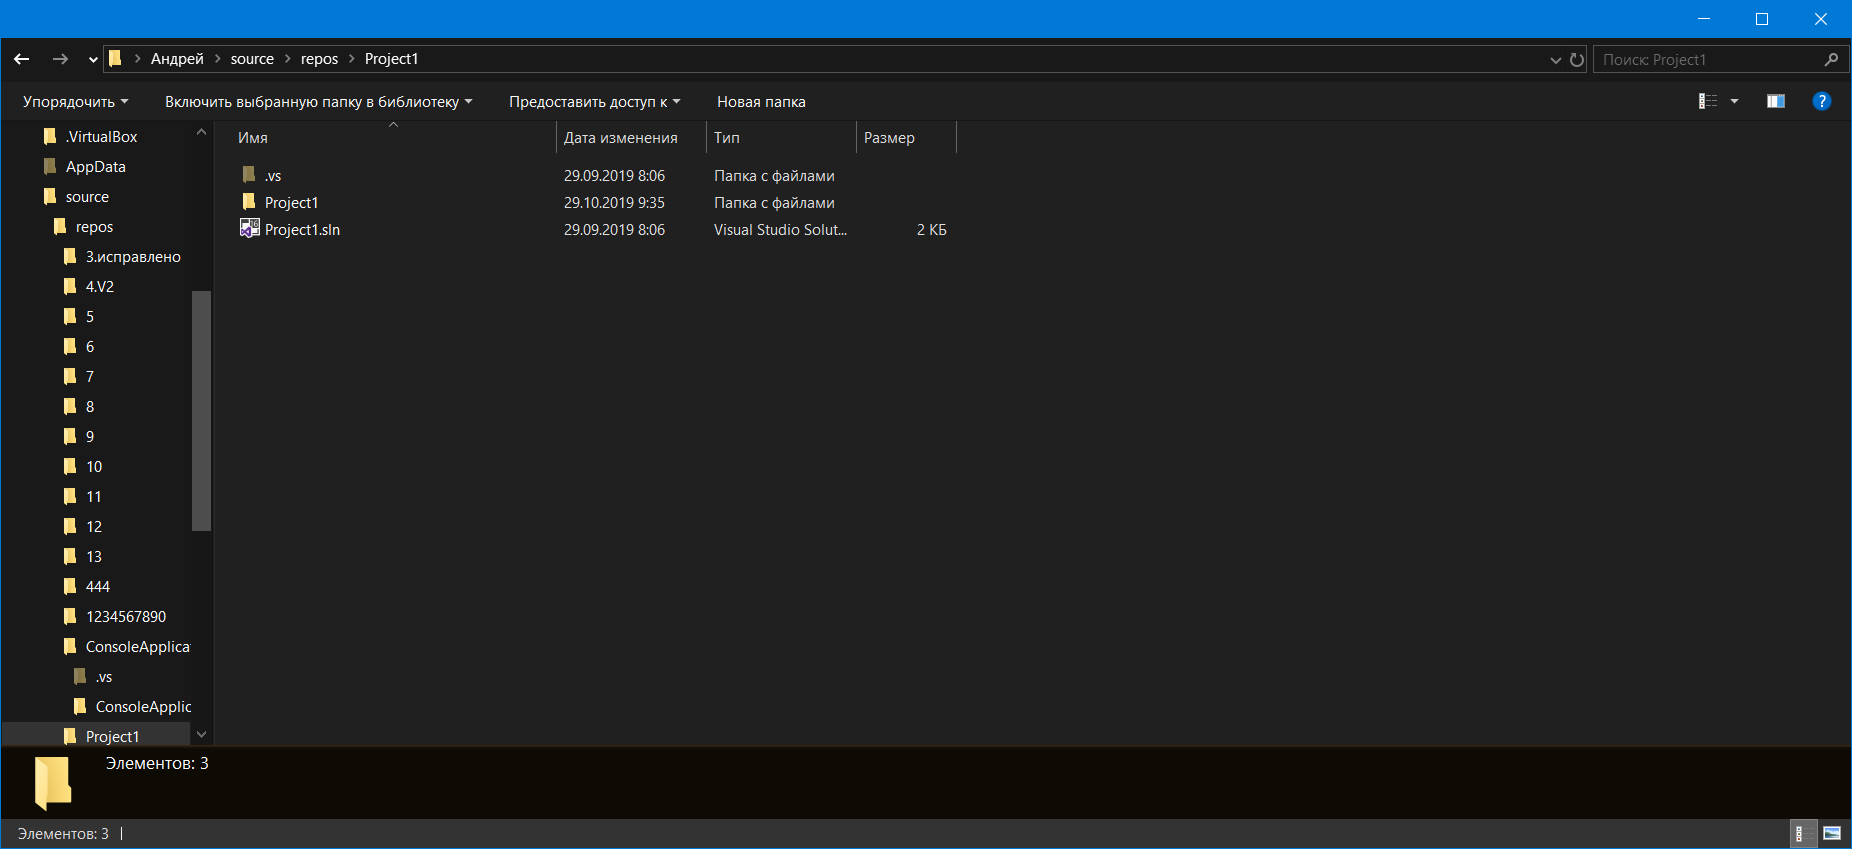 Андрей source repos Project1
Поиск: Project1
Упорядочить Включить выбранную папку в библиотеку Предоставить доступ к Новая папка
.VirtualBox
AppData
source
repos
3.исправлено
4.V2
5
6
7
8
9
10
11
12
13
444
1234567890
ConsoleApplica
.vs
ConsoleApplic
Project1
Имя Дата изменения Тип Размер
.vs 29.09.2019 8:06 Папка с файлами
Project1 29.10.2019 9:35 Папка с файлами
Project1.sln 29.09.2019 8:06 Visual Studio Solut... 2 КБ
Элементов: 3
Элементов: 3